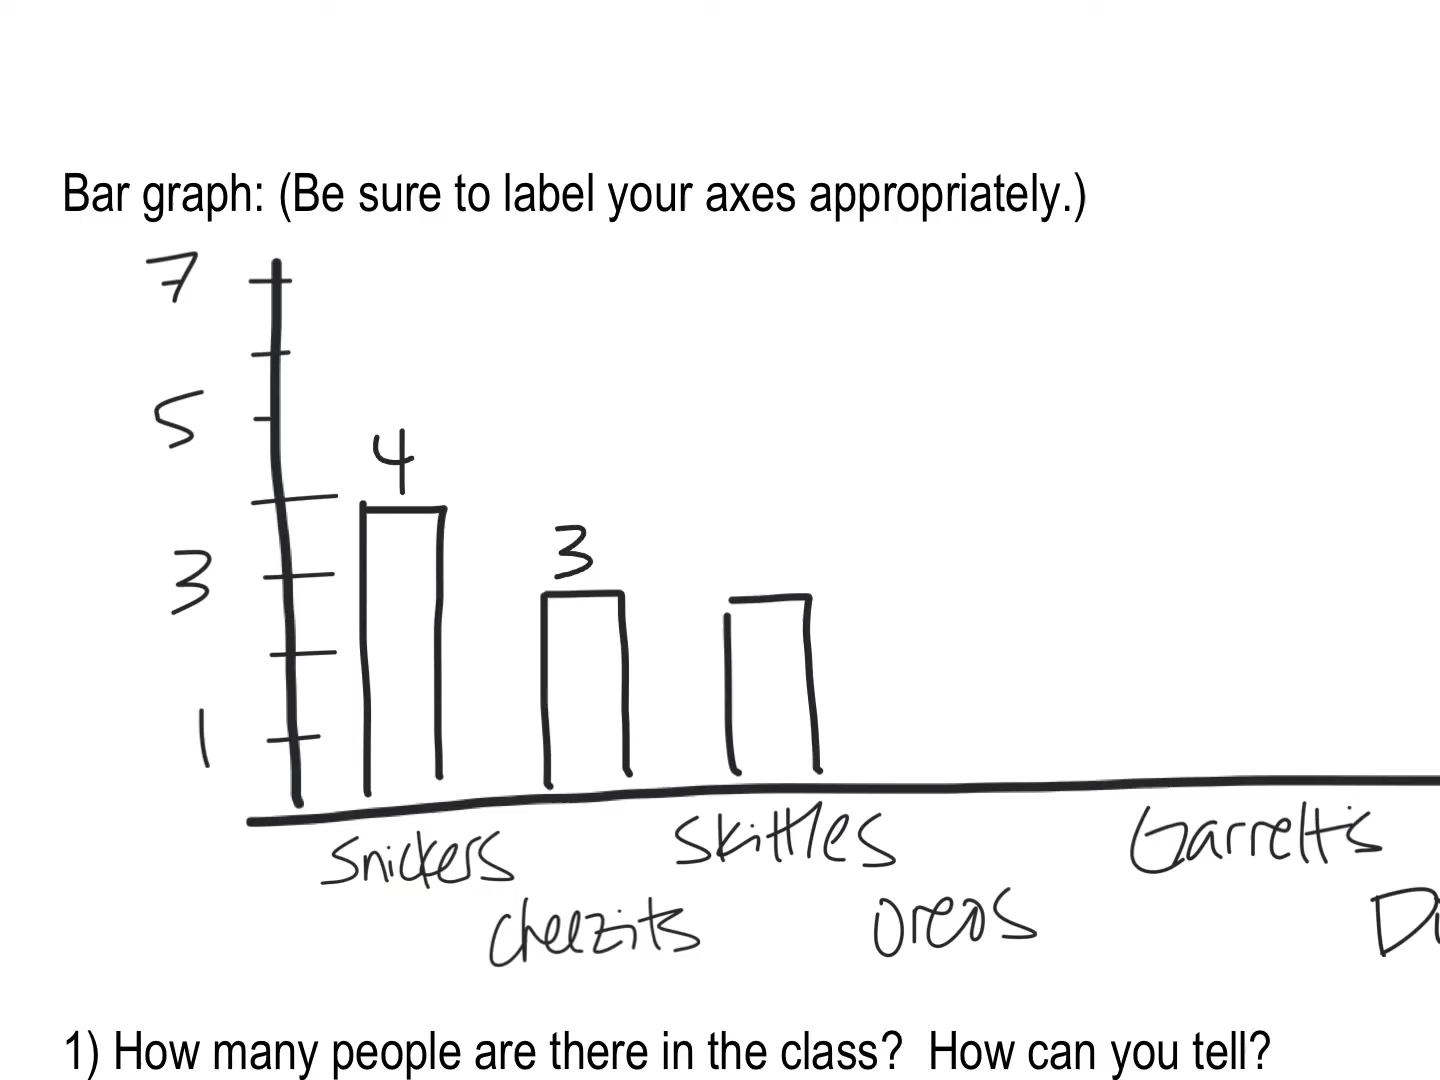 Bar graph: (Be sure to label your axes appropriately.)
7
5
4
3
3
1
Snickers
Skittles
Garrett's
Cheezits
Oreos
1) How many people are there in the class? How can you tell?